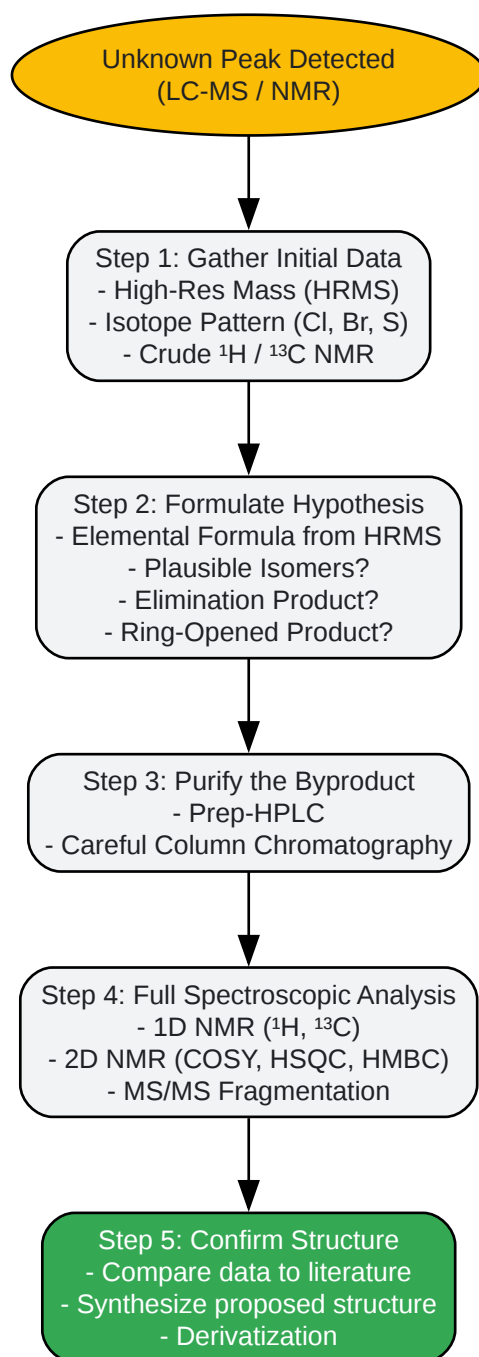 Unknown Peak Detected
(LC-MS / NMR)
Step 1: Gather Initial Data
- High-Res Mass (HRMS)
- Isotope Pattern (Cl, Br, S)
- Crude ¹H / ¹³C NMR
Step 2: Formulate Hypothesis
- Elemental Formula from HRMS
- Plausible Isomers?
- Elimination Product?
- Ring-Opened Product?
Step 3: Purify the Byproduct
- Prep-HPLC
- Careful Column Chromatography
Step 4: Full Spectroscopic Analysis
- 1D NMR (¹H, ¹³C)
- 2D NMR (COSY, HSQC, HMBC)
- MS/MS Fragmentation
Step 5: Confirm Structure
- Compare data to literature
- Synthesize proposed structure
- Derivatization